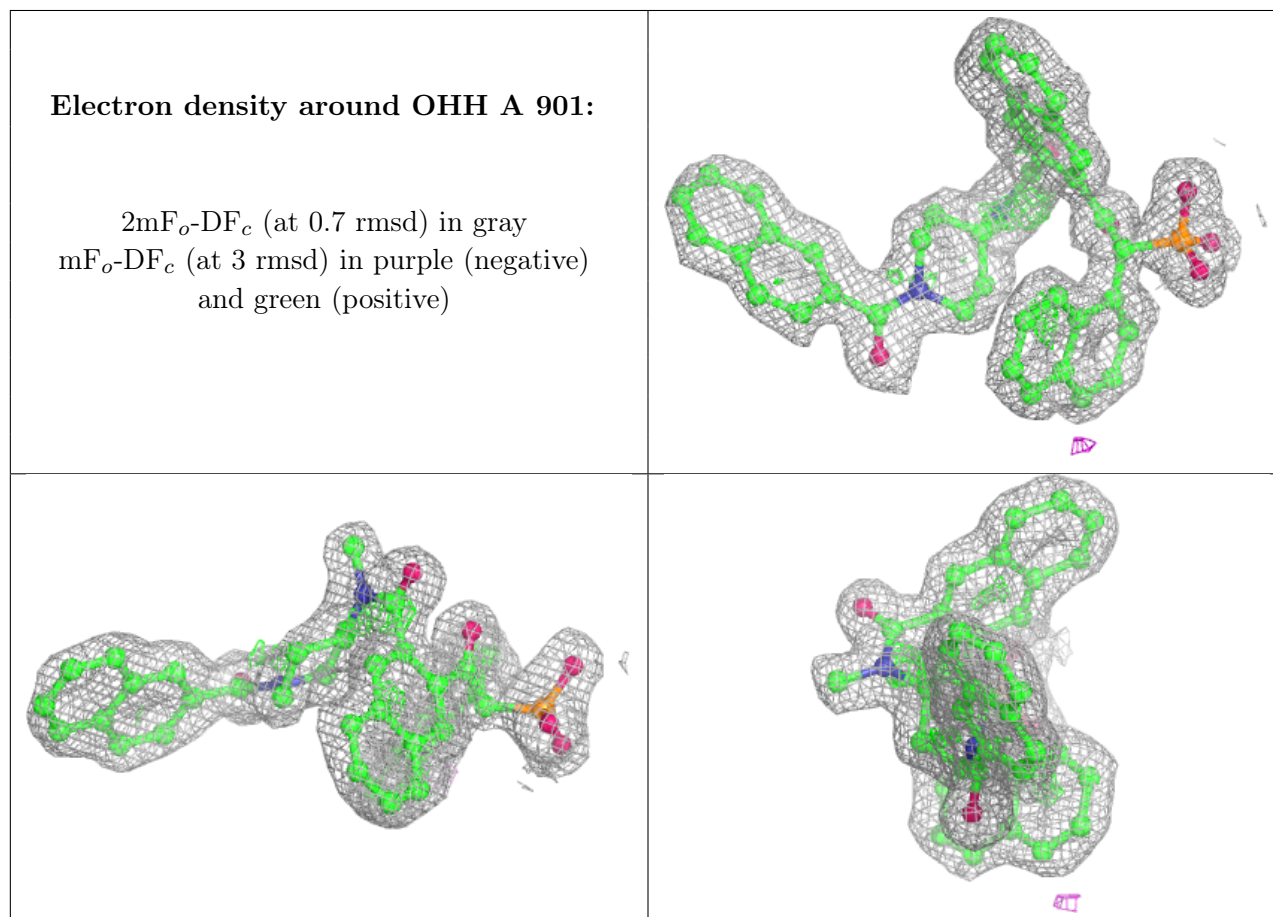 Electron density around OHH A 901:
2mFo-DFc (at 0.7 rmsd) in gray
mFo-DFc (at 3 rmsd) in purple (negative)
and green (positive)